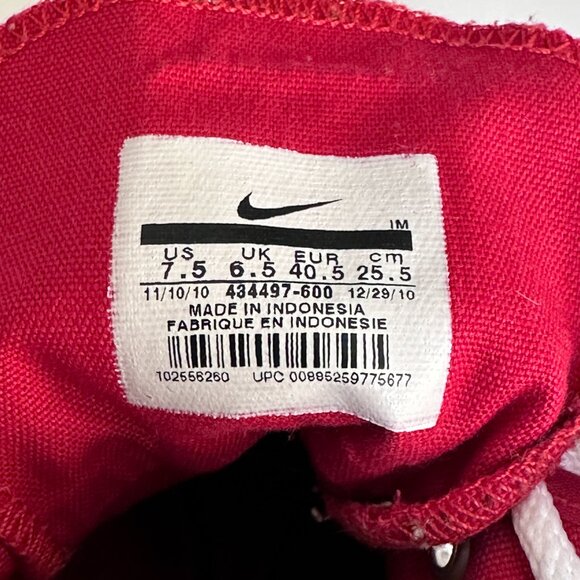 IM
US UK EUR cm
7.5 6.5 40.5 25.5
11/10/10 434497-600 12/29/10
MADE IN INDONESIA
FABRIQUE EN INDONESIE
102556260 UPC 00885259775677